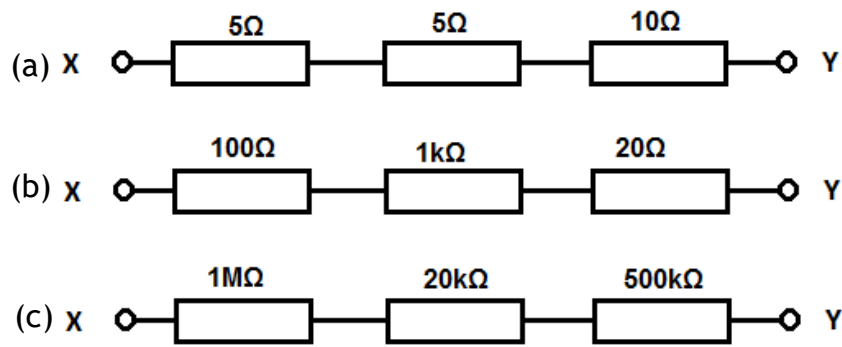 5Ω 5Ω 10Ω
(a) X Y
100Ω 1kΩ 20Ω
(b) X Y
1MΩ 20kΩ 500kΩ
(c) X Y